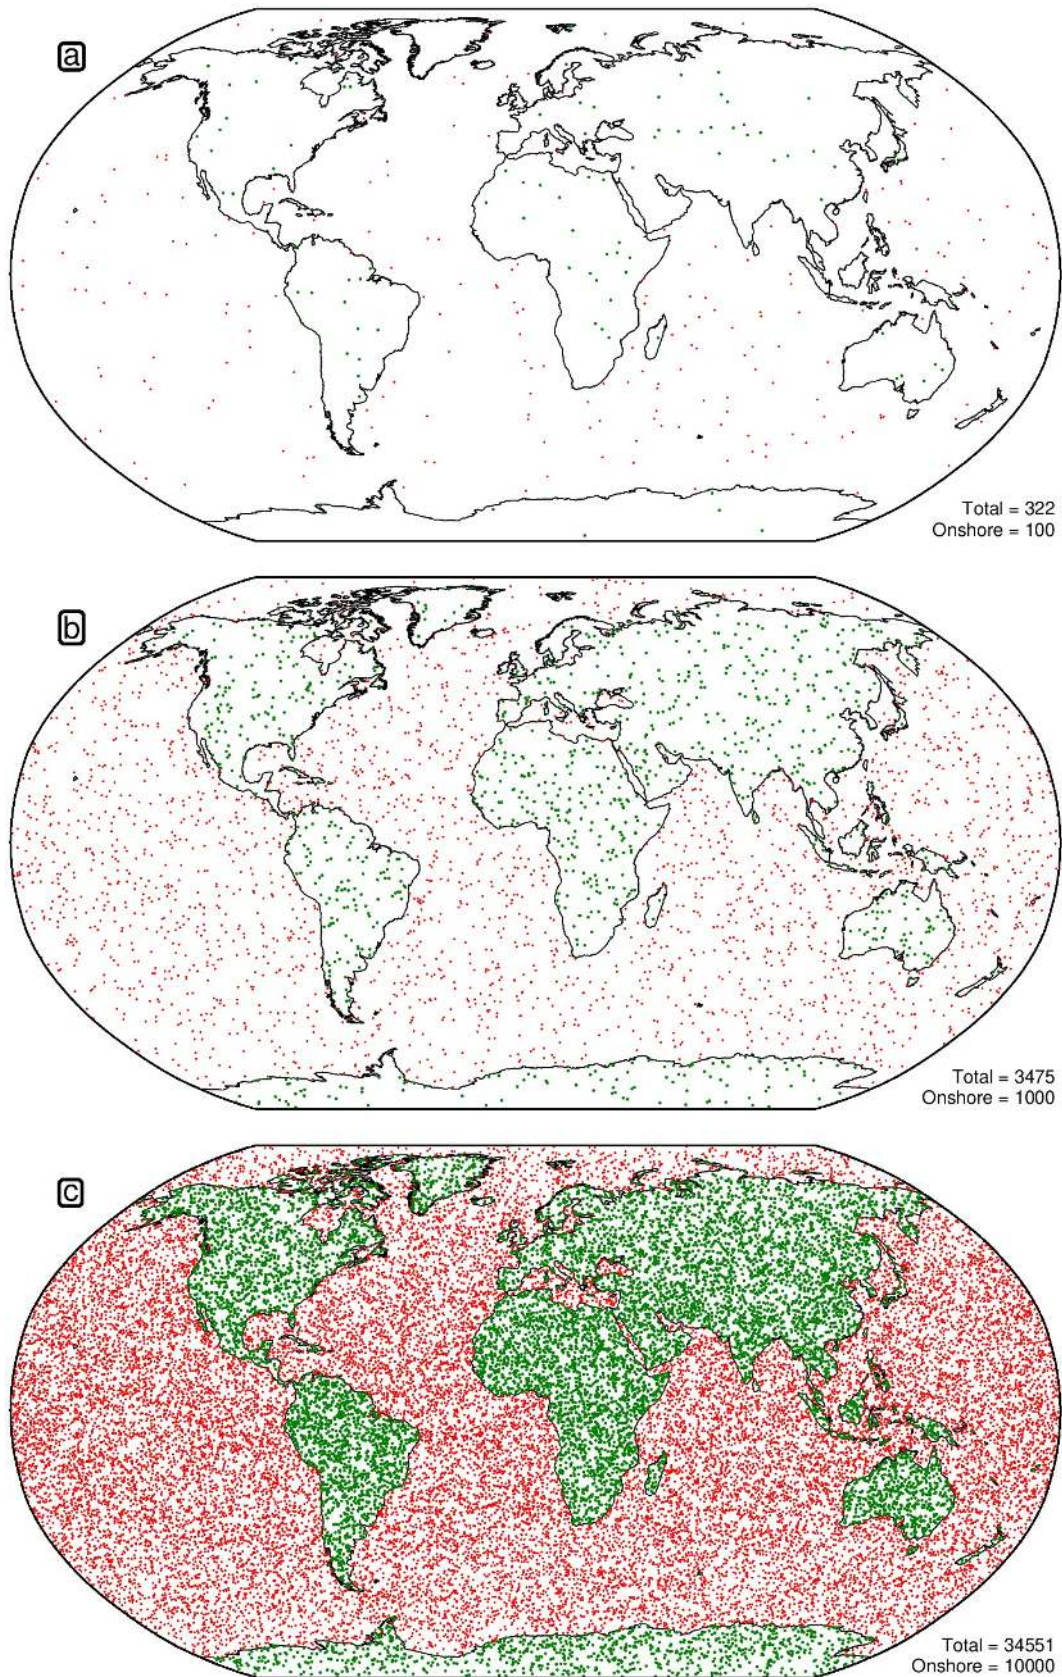 a
Total = 322
Onshore = 100
b
Total = 3475
Onshore = 1000
c
Total = 34551
Onshore = 10000